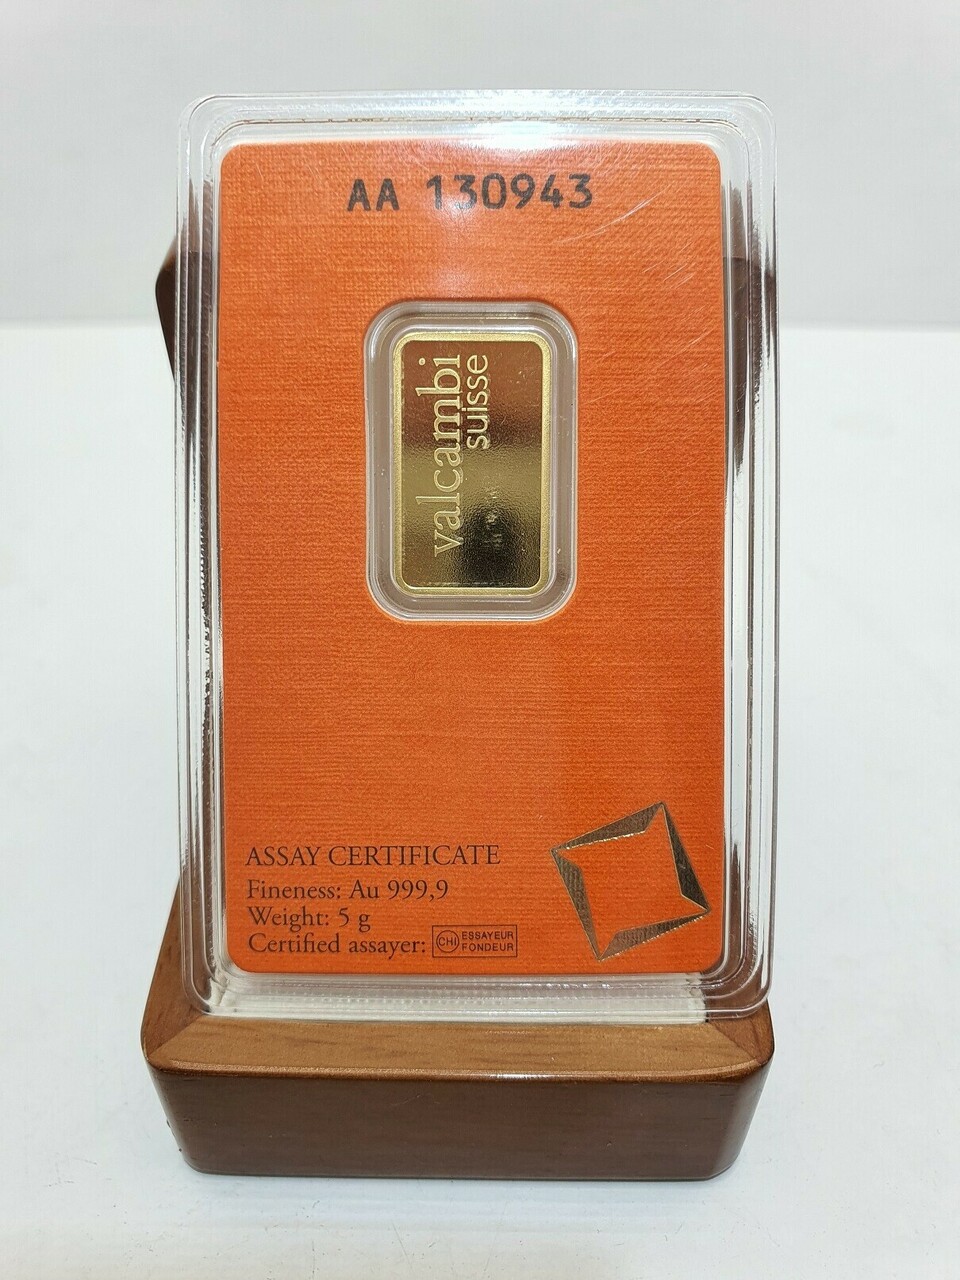 AA 130943
valcambi
suisse
ASSAY CERTIFICATE
Fineness: Au 999,9
Weight: 5 g
Certified assayer: CHI ESSAYEUR
FONDEUR